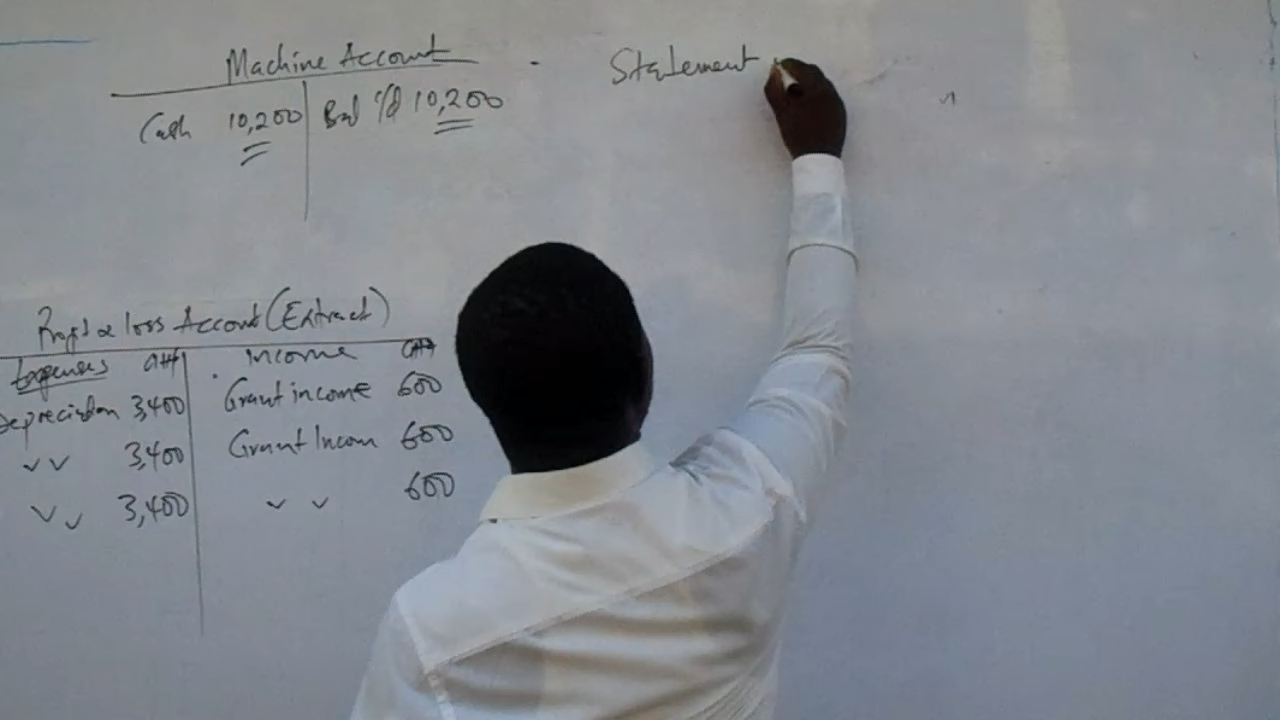 Machine Account
Statement
Cash 10,200 Bal c/d 10,200
Profit & loss Account (Extract)
Expenses Income
Depreciation 3,400 Grant income 600
3,400 Grant Incom 600
3,400 600